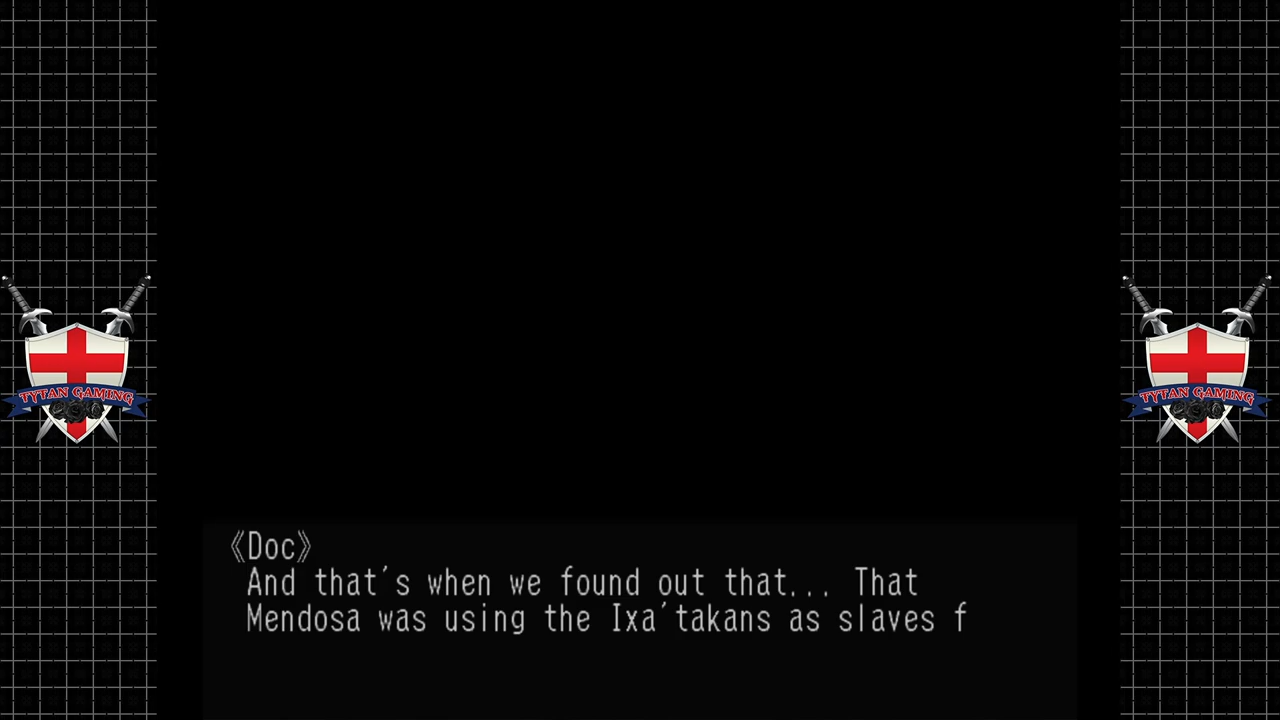 TYTAN GAMING
TYTAN GAMING
《Doc》
And that's when we found out that... That
Mendosa was using the Ixa'takans as slaves f